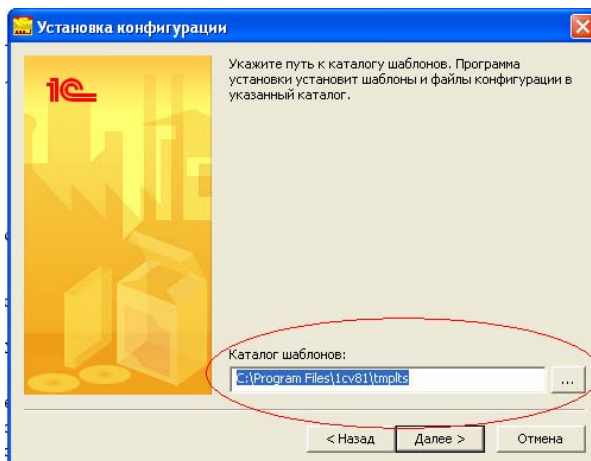 Установка конфигурации
1С
Укажите путь к каталогу шаблонов. Программа
установки установит шаблоны и файлы конфигурации в
указанный каталог.
Каталог шаблонов:
C:\Program Files\1cv81\tmplts
...
< Назад
Далее >
Отмена